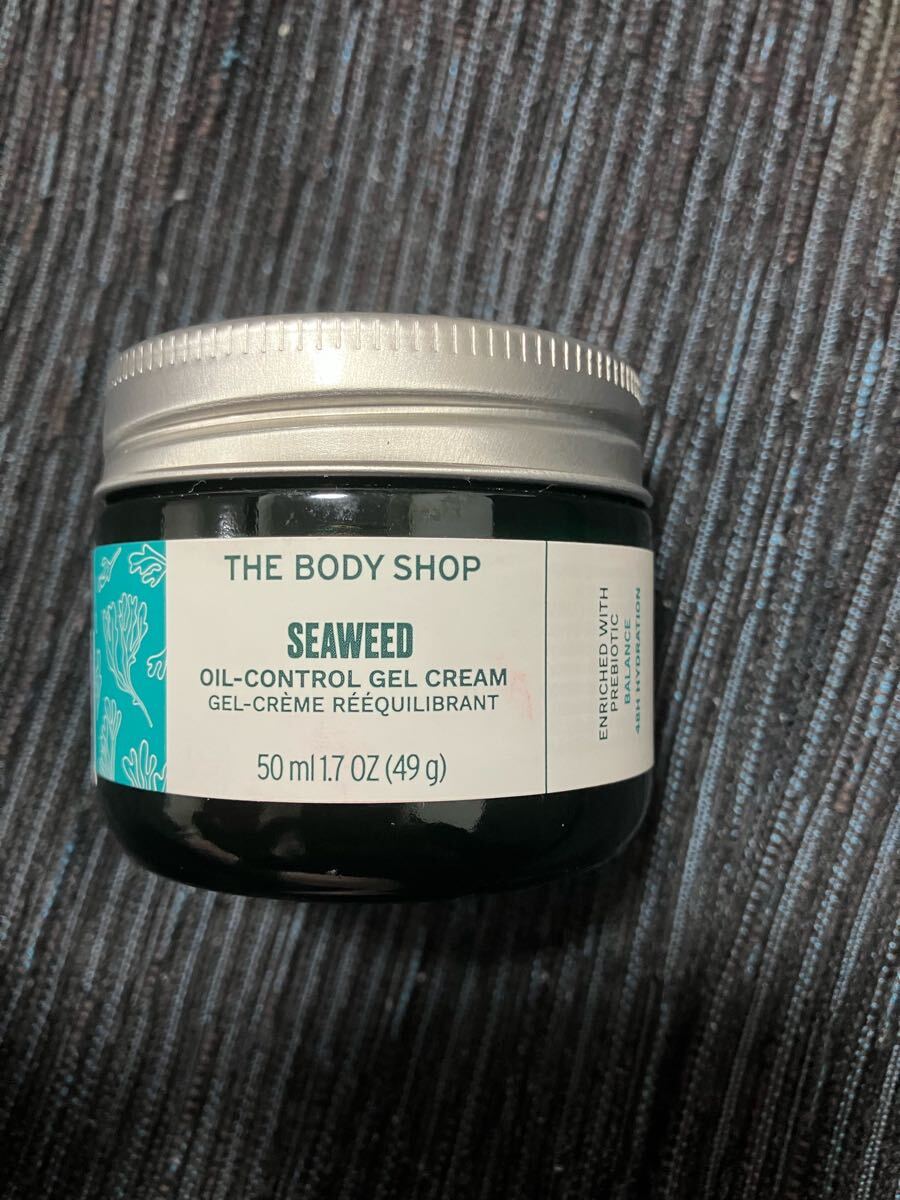 THE BODY SHOP
SEAWEED
OIL-CONTROL GEL CREAM
GEL-CRÈME RÉÉQUILIBRANT
50 ml 1.7 OZ (49 g)
ENRICHED WITH
PREBIOTIC
BALANCE
48H HYDRATION